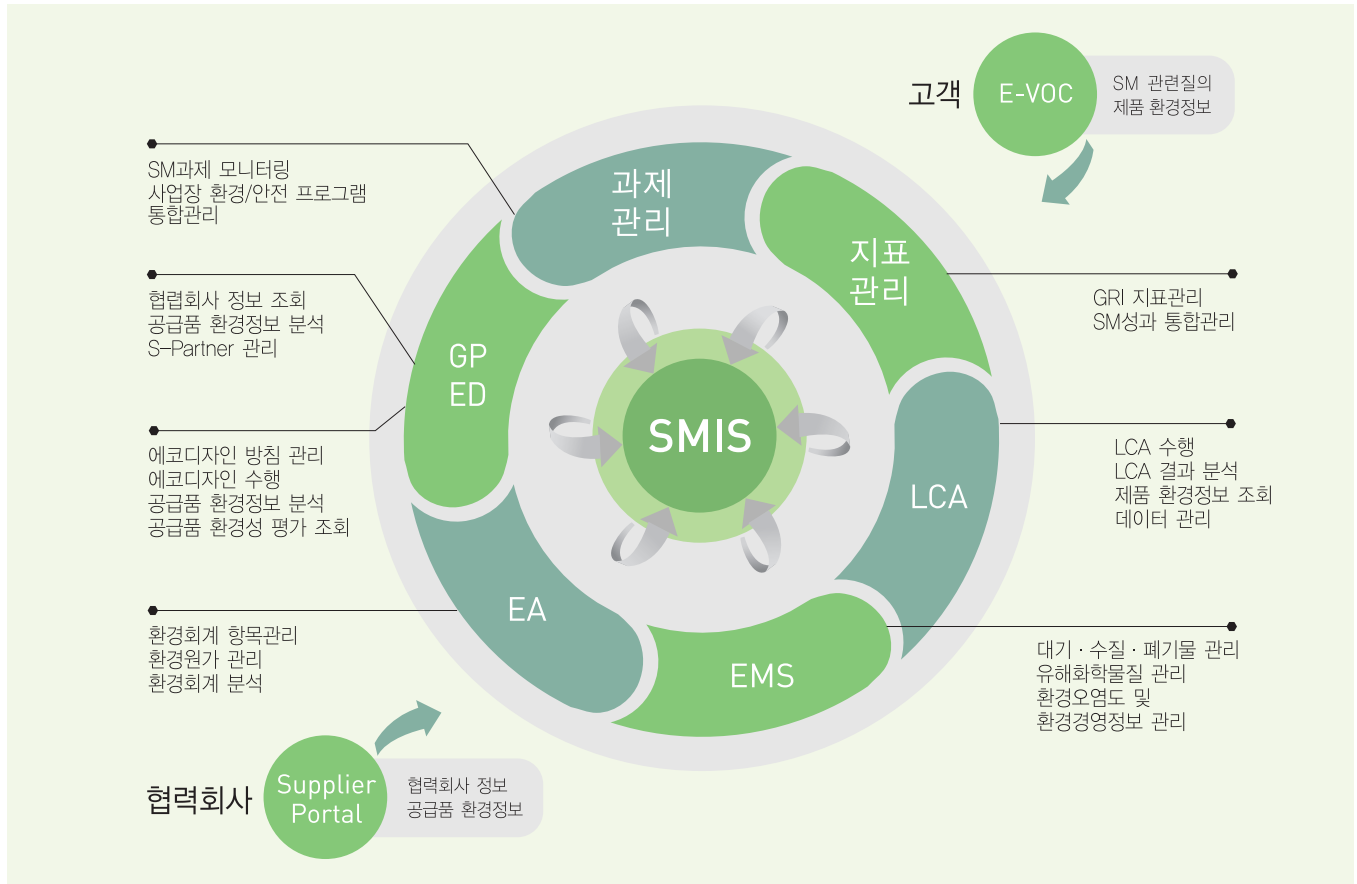 고객
E-VOC
SM 관련질의
제품 환경정보
SM과제 모니터링
사업장 환경/안전 프로그램
통합관리
과제
관리
지표
관리
GRI 지표관리
SM성과 통합관리
협렵회사 정보 조회
공급품 환경정보 분석
S-Partner 관리
GP
ED
SMIS
에코디자인 방침 관리
에코디자인 수행
공급품 환경정보 분석
공급품 환경성 평가 조회
LCA
LCA 수행
LCA 결과 분석
제품 환경정보 조회
데이터 관리
EA
환경회계 항목관리
환경원가 관리
환경회계 분석
EMS
대기 · 수질 · 폐기물 관리
유해화학물질 관리
환경오염도 및
환경경영정보 관리
협력회사
Supplier
Portal
협력회사 정보
공급품 환경정보